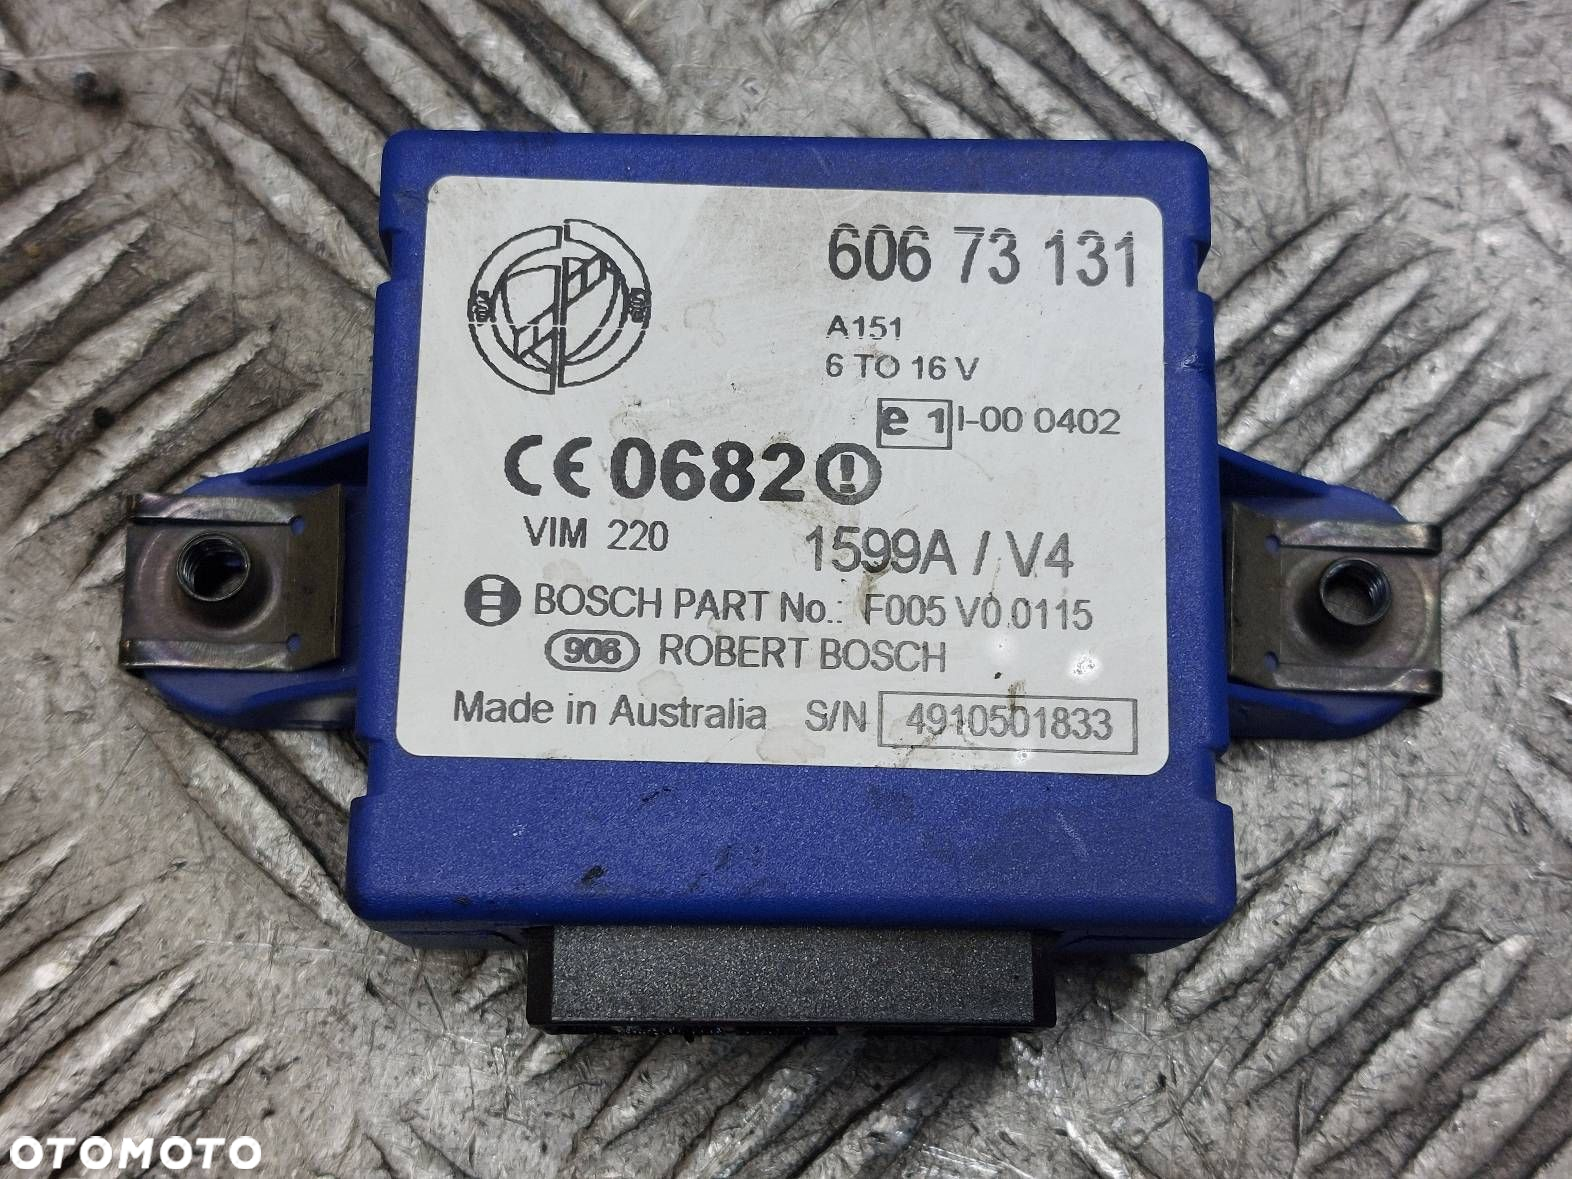 606 73 131
A151
6 TO 16 V
e 1 I-00 0402
CE 0682 !
VIM 220
1599A / V4
BOSCH PART No.: F005 V0 0115
906 ROBERT BOSCH
Made in Australia S/N 4910501833
OTOMOTO